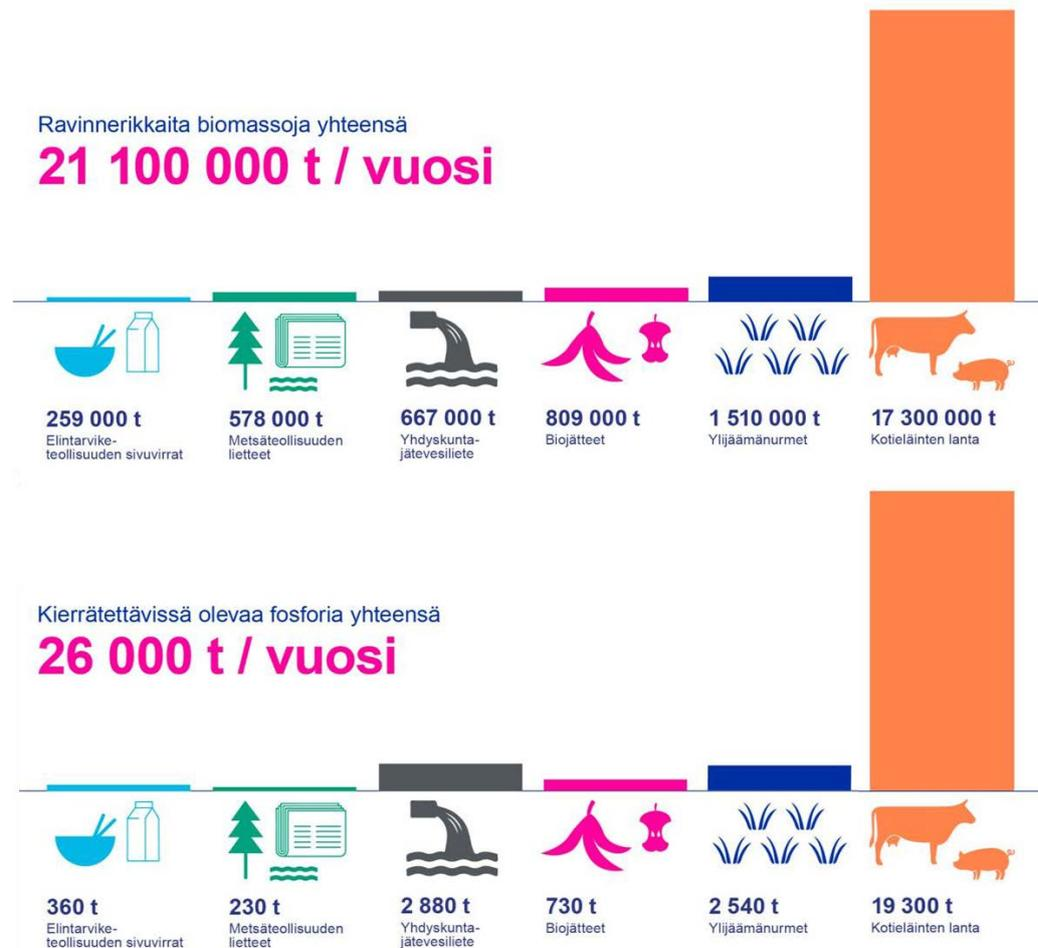 Ravinnerikkaita biomassoja yhteensä
21 100 000 t / vuosi
259 000 t
Elintarvike-
teollisuuden sivuvirrat
578 000 t
Metsäteollisuuden
lietteet
667 000 t
Yhdyskunta-
jätevesiliete
809 000 t
Biojätteet
1 510 000 t
Ylijäämänurmet
17 300 000 t
Kotieläinten lanta
Kierrätettävissä olevaa fosforia yhteensä
26 000 t / vuosi
360 t
Elintarvike-
teollisuuden sivuvirrat
230 t
Metsäteollisuuden
lietteet
2 880 t
Yhdyskunta-
jätevesiliete
730 t
Biojätteet
2 540 t
Ylijäämänurmet
19 300 t
Kotieläinten lanta